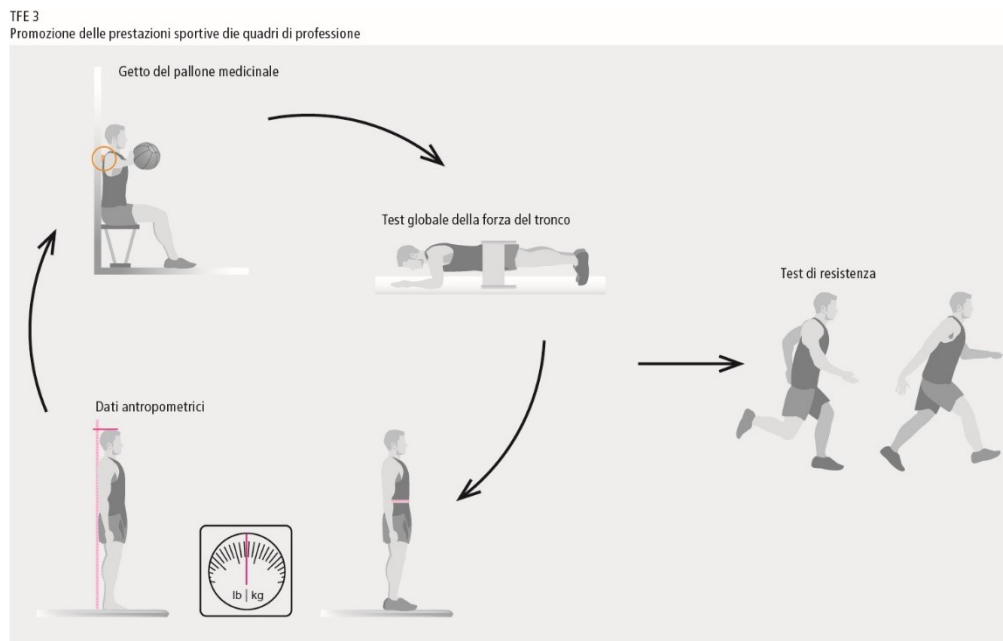 TFE 3
Promozione delle prestazioni sportive die quadri di professione
Getto del pallone medicinale
Test globale della forza del tronco
Test di resistenza
Dati antropometrici
lb | kg